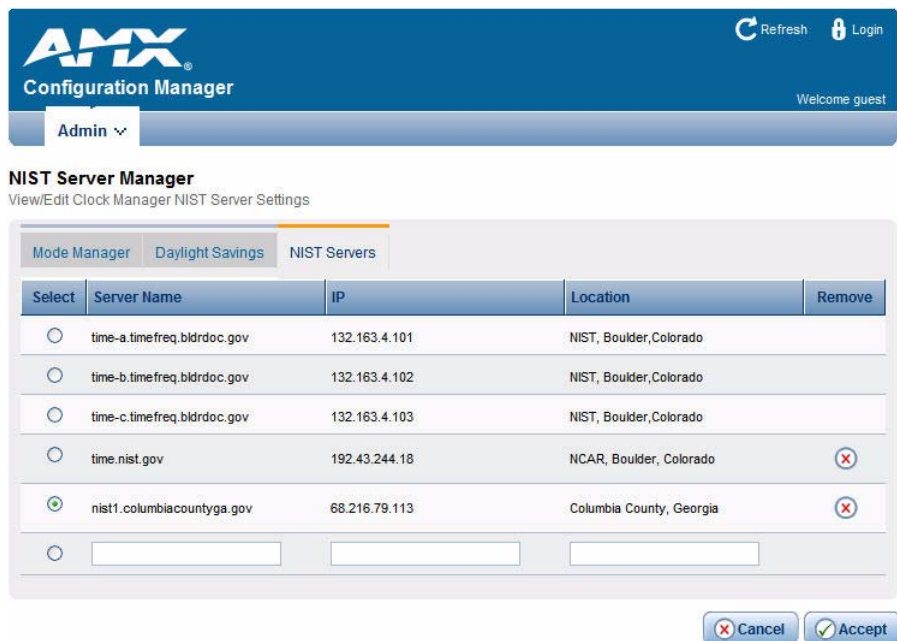 AMX®
Refresh Login
Configuration Manager
Welcome guest
Admin
NIST Server Manager
View/Edit Clock Manager NIST Server Settings
Mode Manager Daylight Savings NIST Servers
Select Server Name IP Location Remove
time-a.timefreq.bldrdoc.gov 132.163.4.101 NIST, Boulder,Colorado
time-b.timefreq.bldrdoc.gov 132.163.4.102 NIST, Boulder,Colorado
time-c.timefreq.bldrdoc.gov 132.163.4.103 NIST, Boulder,Colorado
time.nist.gov 192.43.244.18 NCAR, Boulder, Colorado
nist1.columbiacountyga.gov 68.216.79.113 Columbia County, Georgia
Cancel Accept